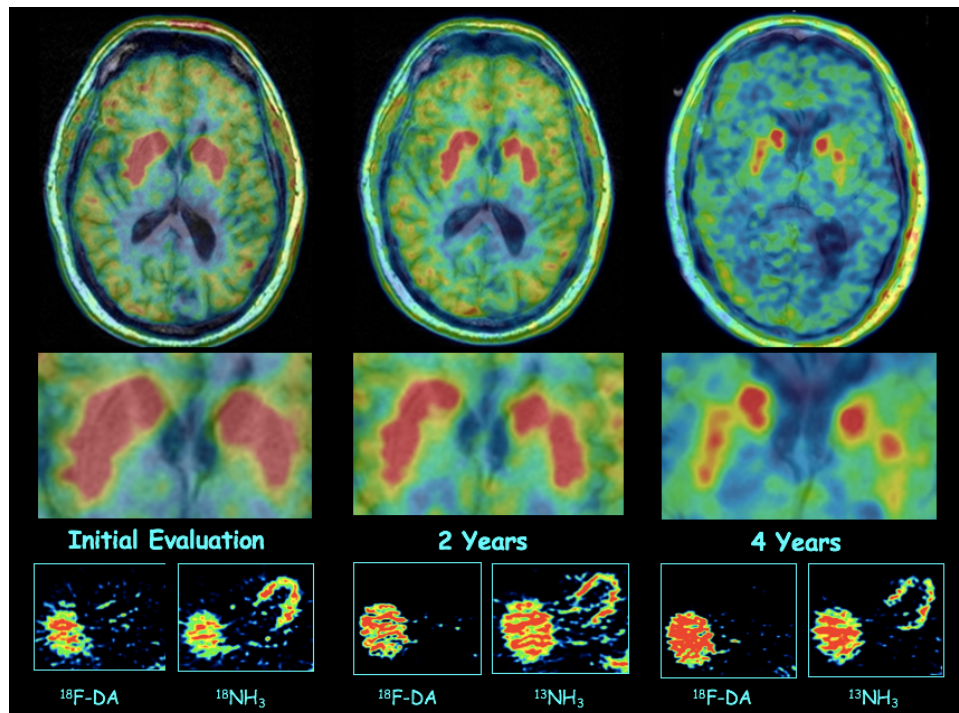 Initial Evaluation
2 Years
4 Years
¹⁸F-DA
¹⁸NH₃
¹⁸F-DA
¹³NH₃
¹⁸F-DA
¹³NH₃